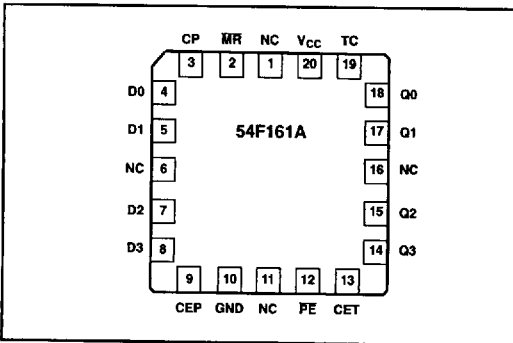 CP M̅R̅ NC VCC TC
3 2 1 20 19
D0 4 18 Q0
D1 5 54F161A 17 Q1
NC 6 16 NC
D2 7 15 Q2
D3 8 14 Q3
9 10 11 12 13
CEP GND NC P̅E̅ CET